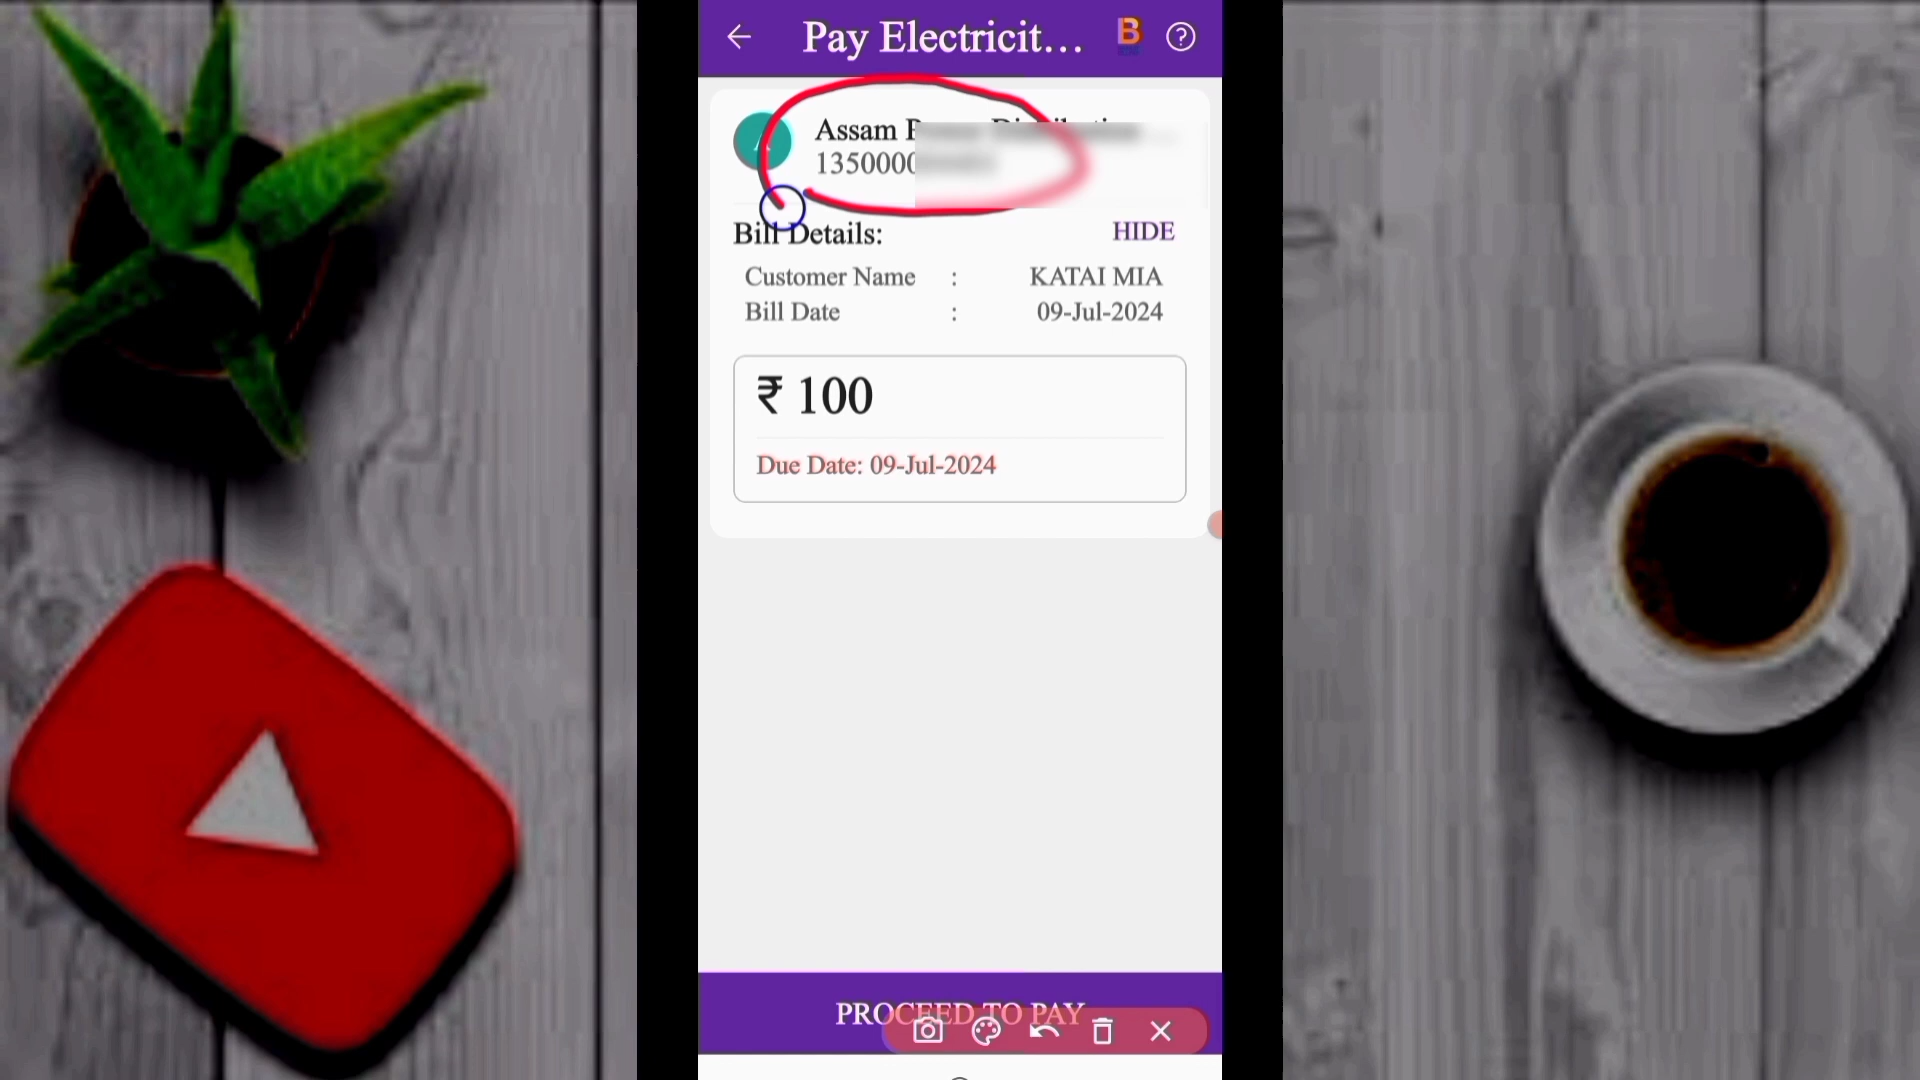 Pay Electricit...
B
?
Assam
1350000
Bill Details:
HIDE
Customer Name : KATAI MIA
Bill Date : 09-Jul-2024
₹ 100
Due Date: 09-Jul-2024
PROCEED TO PAY